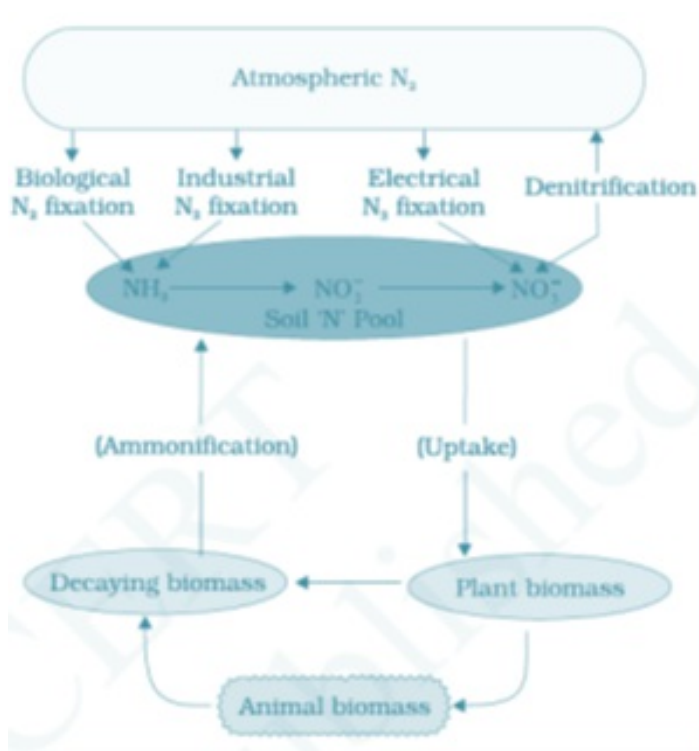 Atmospheric N₂
Biological
N₂ fixation
Industrial
N₂ fixation
Electrical
N₂ fixation
Denitrification
NH₃
NO₂⁻
NO₃⁻
Soil 'N' Pool
(Ammonification)
(Uptake)
Decaying biomass
Plant biomass
Animal biomass